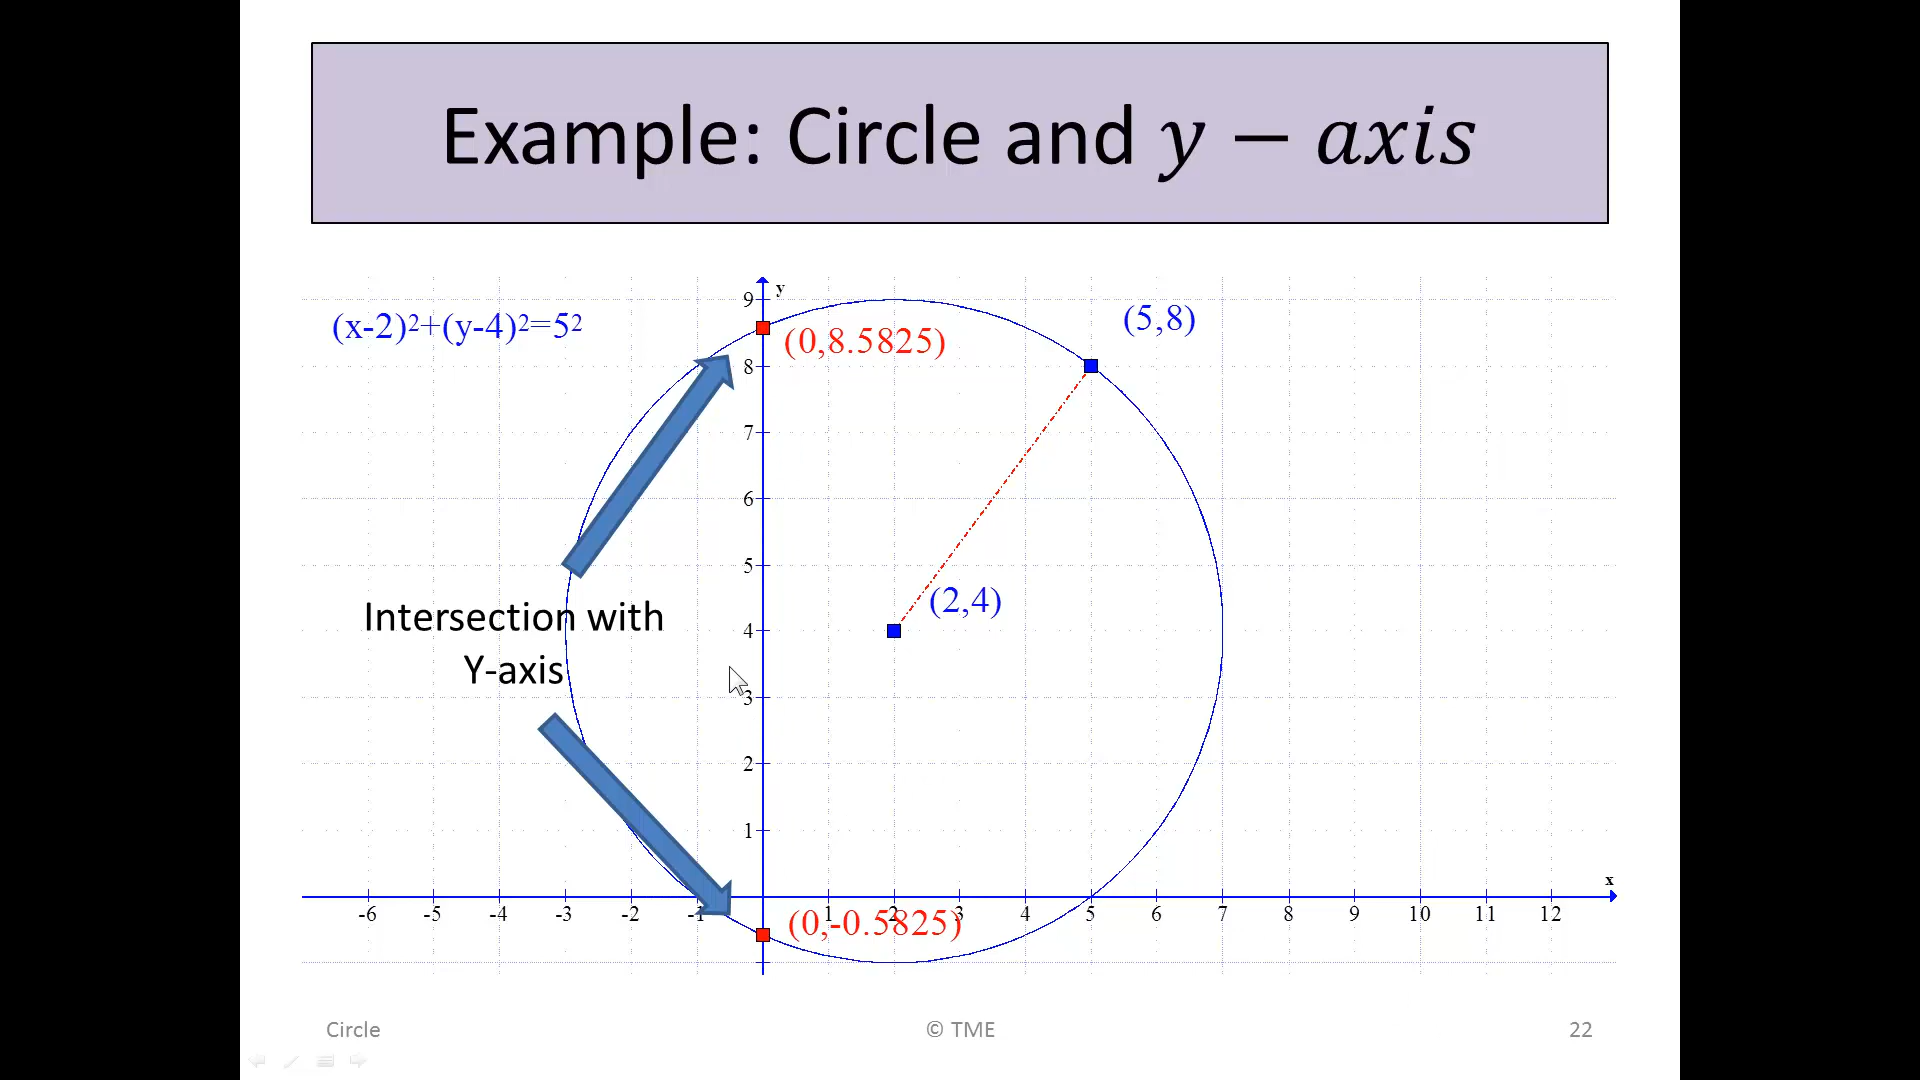 Example: Circle and y − axis
y
9
(x-2)²+(y-4)²=5²
(5,8)
(0,8.5825)
8
7
6
5
(2,4)
Intersection with
4
Y-axis
3
2
1
x
-6 -5 -4 -3 -2 -1 1 2 3 4 5 6 7 8 9 10 11 12
(0,-0.5825)
Circle © TME 22